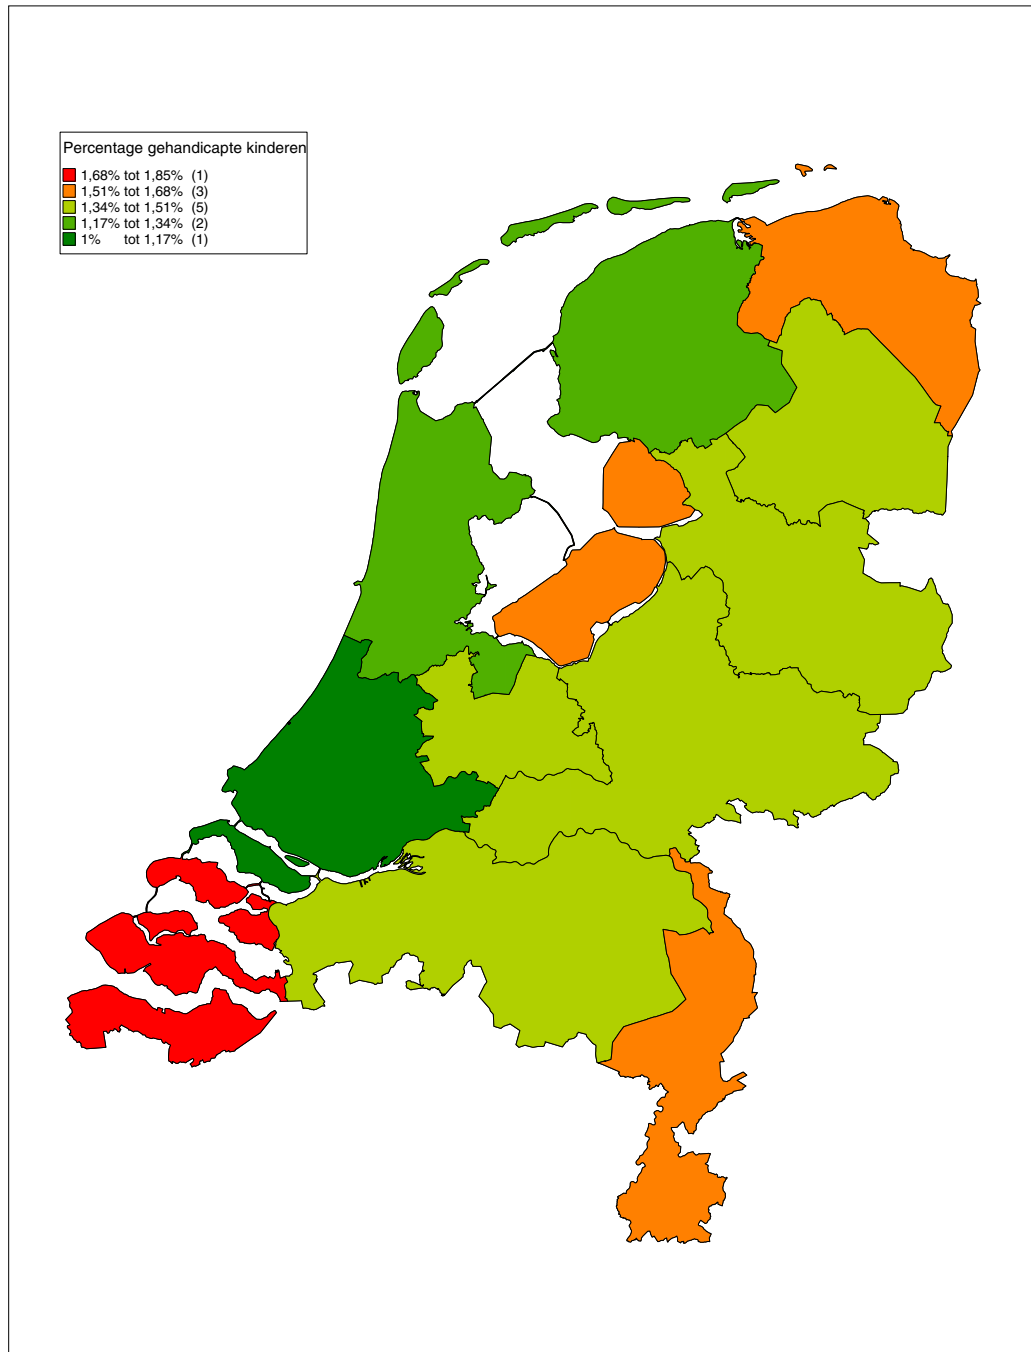 Percentage gehandicapte kinderen
1,68% tot 1,85% (1)
1,51% tot 1,68% (3)
1,34% tot 1,51% (5)
1,17% tot 1,34% (2)
1% tot 1,17% (1)